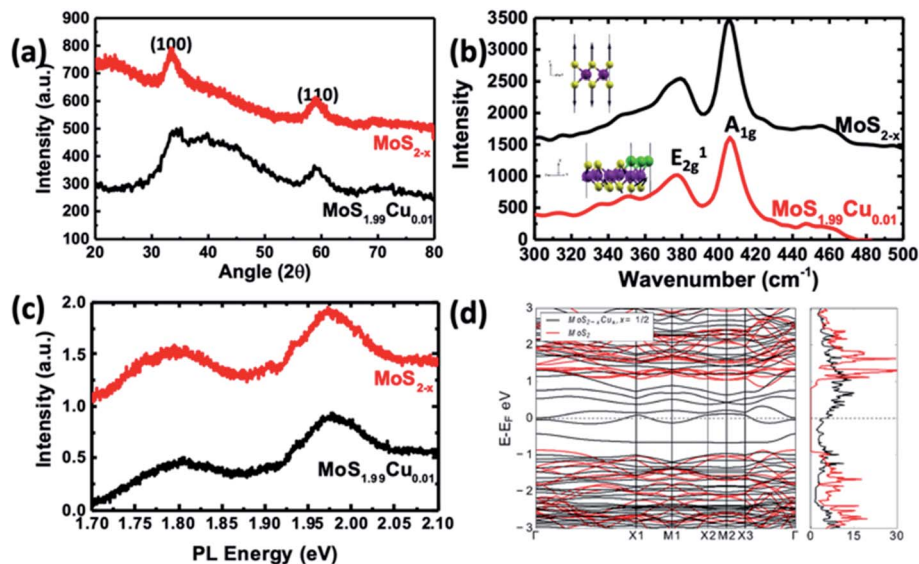 (a)
900
800
700
600
500
400
300
200
100
Intensity (a.u.)
(100)
(110)
MoS2-x
MoS1.99Cu0.01
20 30 40 50 60 70 80
Angle (2θ)
(b)
3500
3000
2500
2000
1500
1000
500
0
Intensity
MoS2-x
A1g
E2g1
MoS1.99Cu0.01
300 320 340 360 380 400 420 440 460 480 500
Wavenumber (cm-1)
(c)
2.0
1.5
1.0
0.5
0.0
Intensity (a.u.)
MoS2-x
MoS1.99Cu0.01
1.70 1.75 1.80 1.85 1.90 1.95 2.00 2.05 2.10
PL Energy (eV)
(d)
3
2
1
0
−1
−2
−3
E-EF eV
MoS2−xCux, x = 1/2
MoS2
Γ X1 M1 X2 M2 X3 Γ
0 15 30